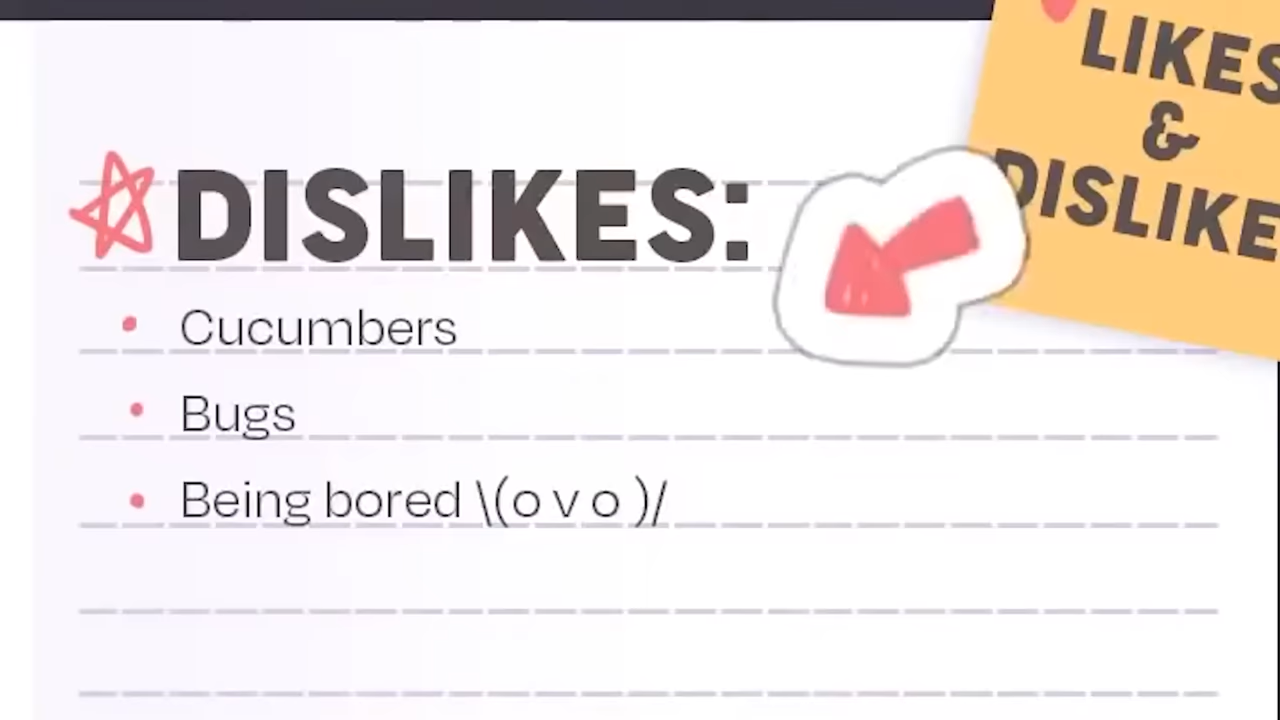 LIKES
&
DISLIKE
DISLIKES:
Cucumbers
Bugs
Being bored \(o v o )/